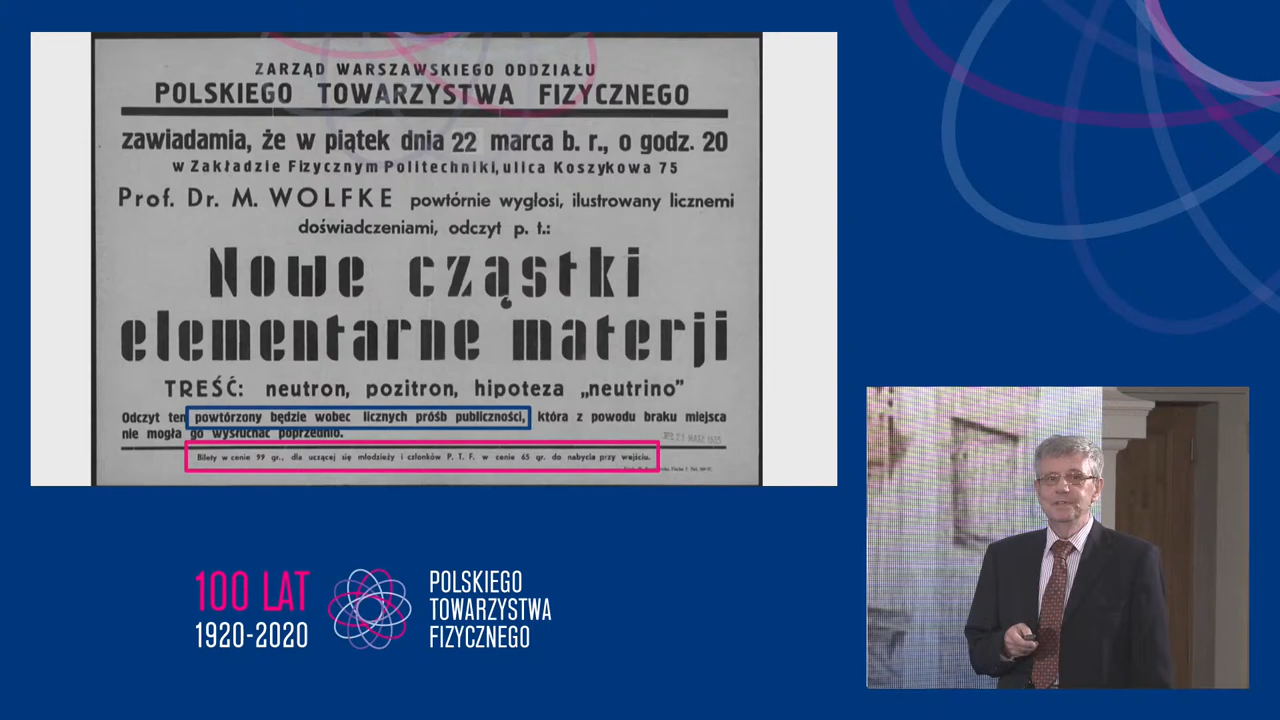 ZARZĄD WARSZAWSKIEGO ODDZIAŁU
POLSKIEGO TOWARZYSTWA FIZYCZNEGO
zawiadamia, że w piątek dnia 22 marca b. r., o godz. 20
w Zakładzie Fizycznym Politechniki, ulica Koszykowa 75
Prof. Dr. M. WOLFKE powtórnie wygłosi, ilustrowany licznemi
doświadczeniami, odczyt p. t.:
Nowe cząstki
elementarne materji
TREŚĆ: neutron, pozitron, hipoteza „neutrino”
Odczyt ten powtórzony będzie wobec licznych próśb publiczności, która z powodu braku miejsca
nie mogła go wysłuchać poprzednio.
Bilety w cenie 99 gr., dla uczącej się młodzieży i członków P. T. F. w cenie 65 gr. do nabycia przy wejściu.
100 LAT
1920-2020
POLSKIEGO
TOWARZYSTWA
FIZYCZNEGO